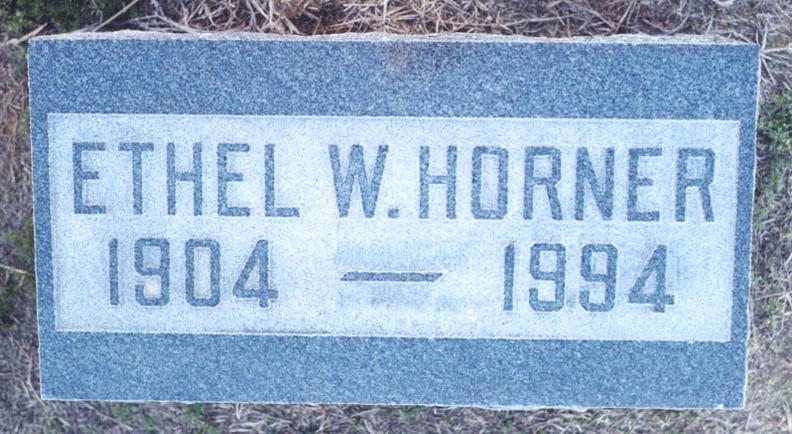 ETHEL W. HORNER
1904 — 1994